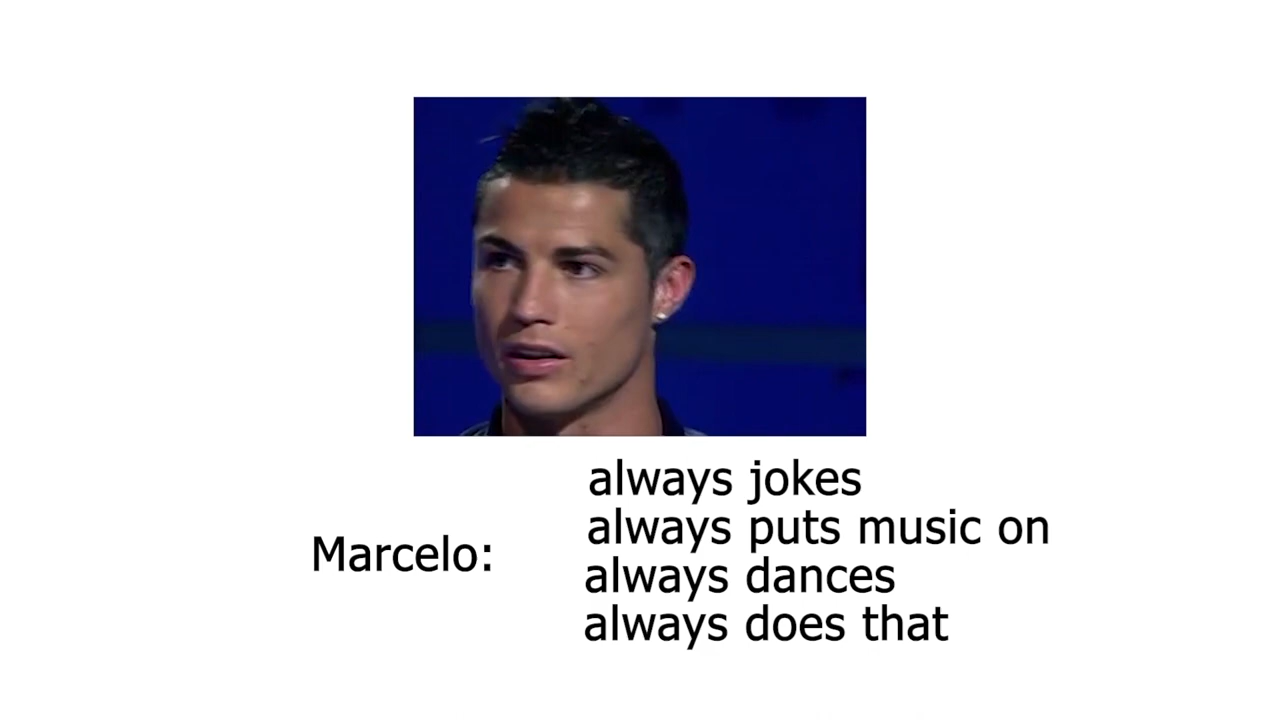 always jokes
always puts music on
Marcelo:
always dances
always does that